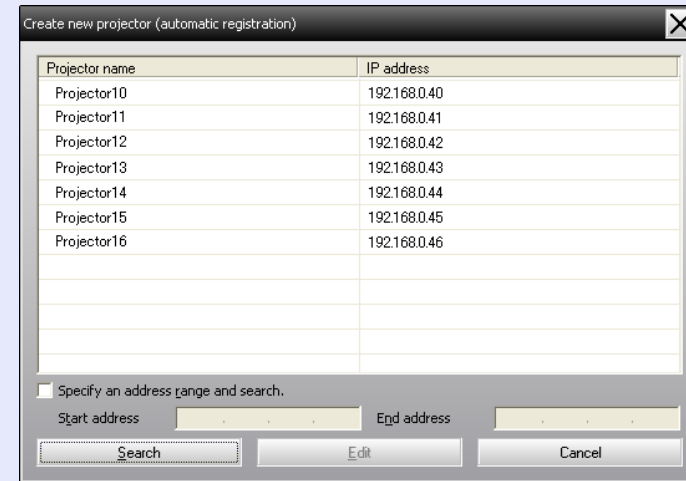 Create new projector (automatic registration)
Projector name IP address
Projector10 192.168.0.40
Projector11 192.168.0.41
Projector12 192.168.0.42
Projector13 192.168.0.43
Projector14 192.168.0.44
Projector15 192.168.0.45
Projector16 192.168.0.46
Specify an address range and search.
Start address . . . End address . . .
Search Edit Cancel